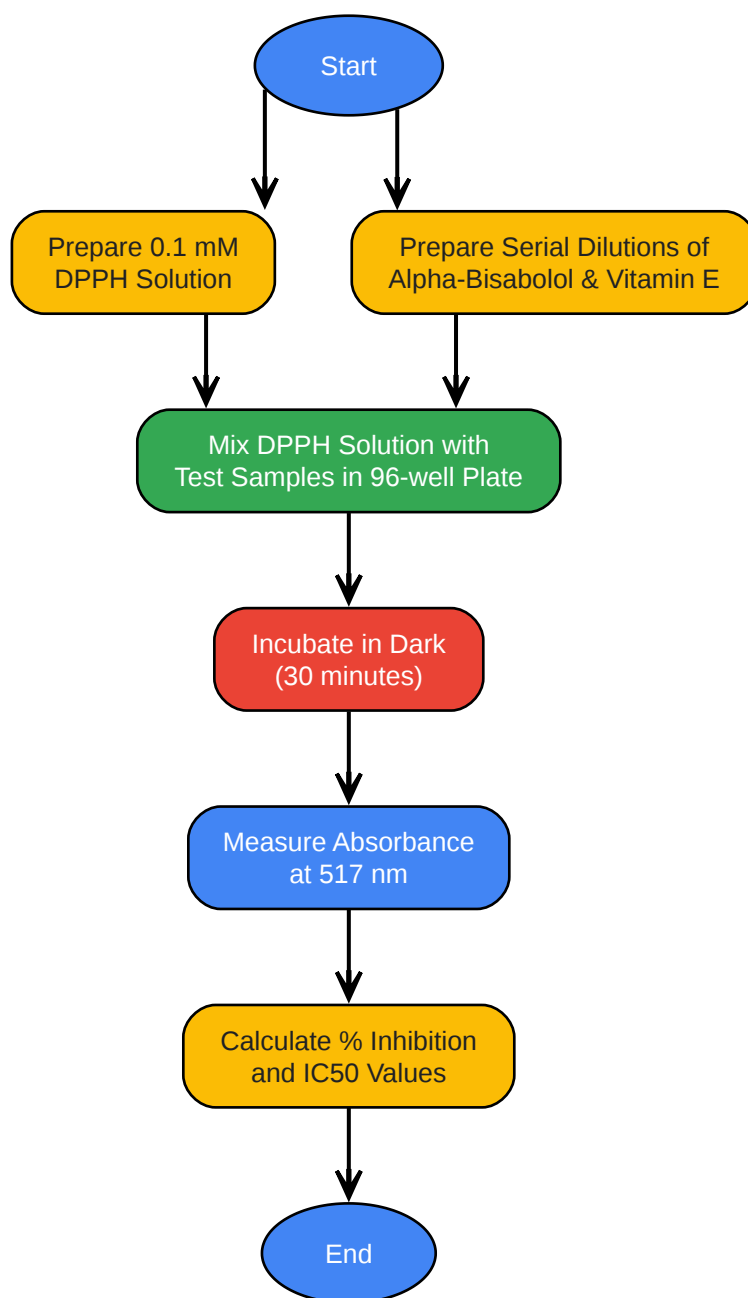 Start
Prepare 0.1 mM
DPPH Solution
Prepare Serial Dilutions of
Alpha-Bisabolol & Vitamin E
Mix DPPH Solution with
Test Samples in 96-well Plate
Incubate in Dark
(30 minutes)
Measure Absorbance
at 517 nm
Calculate % Inhibition
and IC50 Values
End